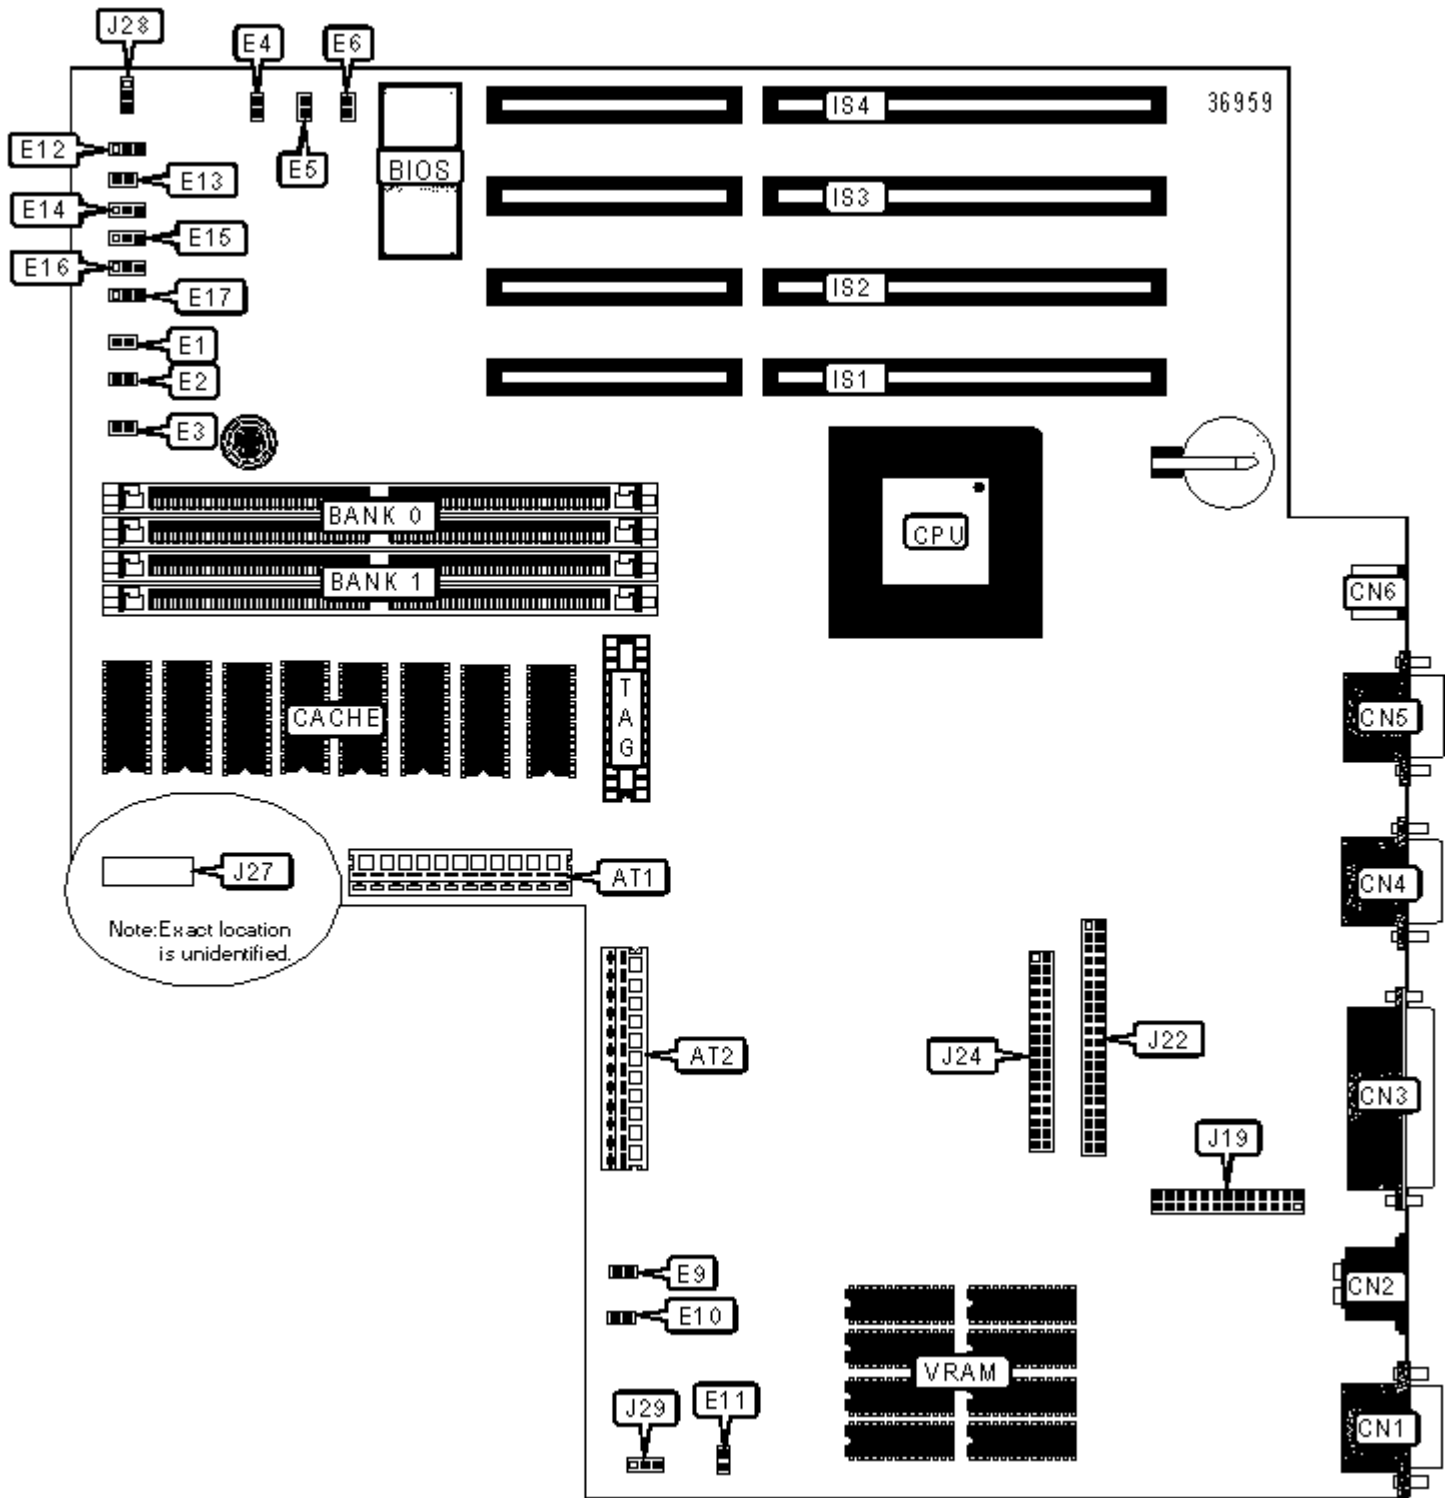 J28
E4
E6
IS4
36959
E12
E5
BIOS
E13
IS3
E14
E15
E16
E17
IS2
E1
E2
IS1
E3
BANK 0
CPU
BANK 1
CN6
TAG
CACHE
CN5
J27
AT1
CN4
Note:Exact location
is unidentified.
J24
J22
AT2
CN3
J19
E9
CN2
E10
VRAM
J29
E11
CN1